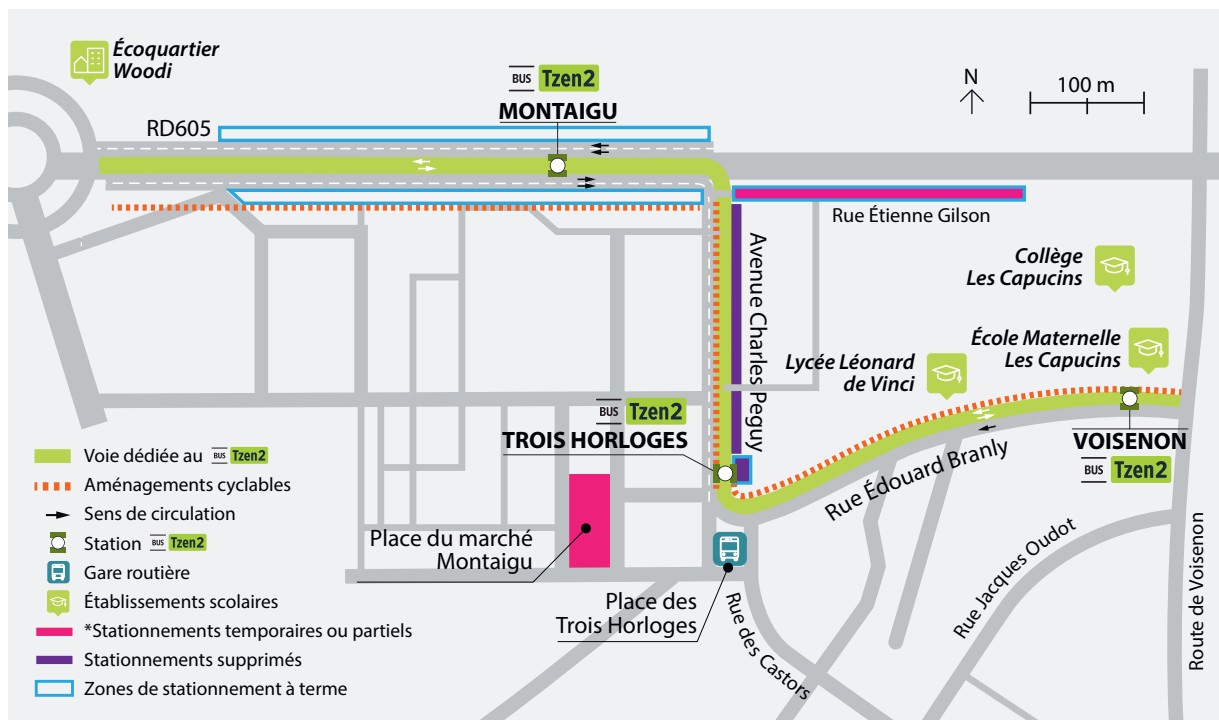 Écoquartier
Woodi
BUS Tzen2
MONTAIGU
N
100 m
RD605
Rue Étienne Gilson
Avenue Charles Peguy
Collège
Les Capucins
École Maternelle
Les Capucins
Lycée Léonard
de Vinci
BUS Tzen2
TROIS HORLOGES
VOISENON
BUS Tzen2
Rue Édouard Branly
Place du marché
Montaigu
Place des
Trois Horloges
Rue des Castors
Rue Jacques Oudot
Route de Voisenon
Voie dédiée au BUS Tzen2
Aménagements cyclables
Sens de circulation
Station BUS Tzen2
Gare routière
Établissements scolaires
*Stationnements temporaires ou partiels
Stationnements supprimés
Zones de stationnement à terme